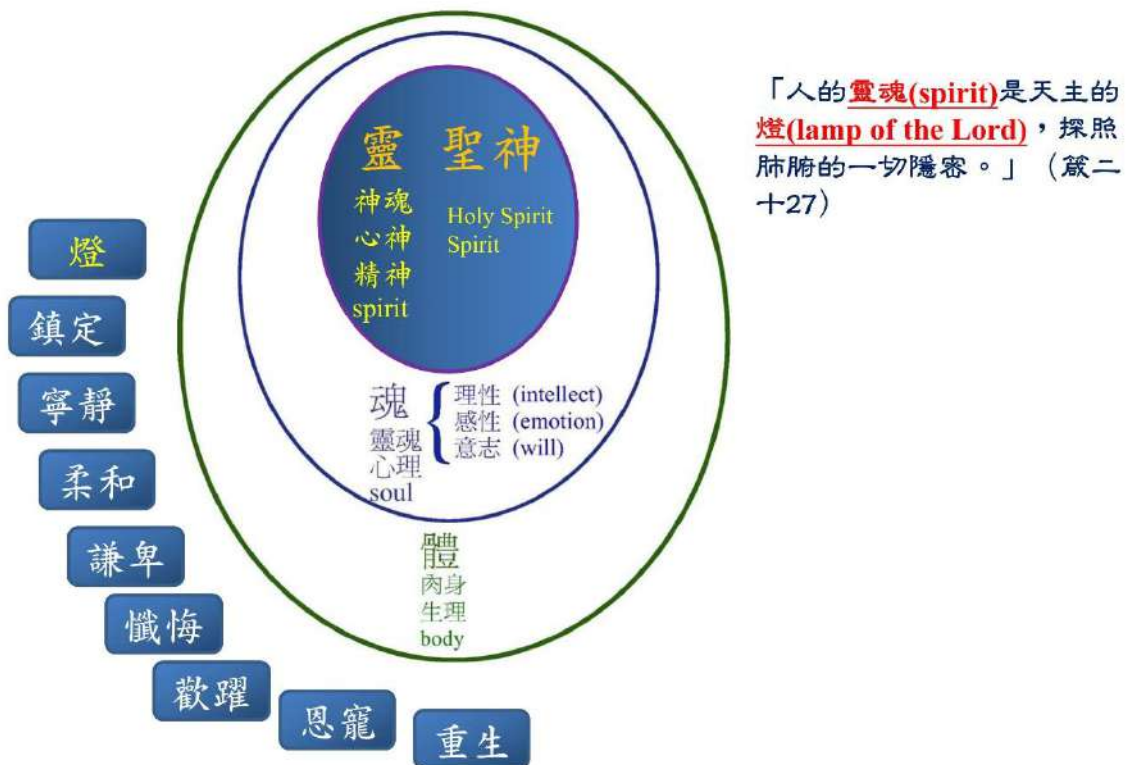 靈 聖神
神魂
心神
精神
spirit
Holy Spirit
Spirit
魂
靈魂
心理
soul
{ 理性 (intellect)
感性 (emotion)
意志 (will)
體
肉身
生理
body
燈
鎮定
寧靜
柔和
謙卑
懺悔
歡躍
恩寵
重生
「人的靈魂(spirit)是天主的
燈(lamp of the Lord)，探照
肺腑的一切隱密。」（箴二
十27）